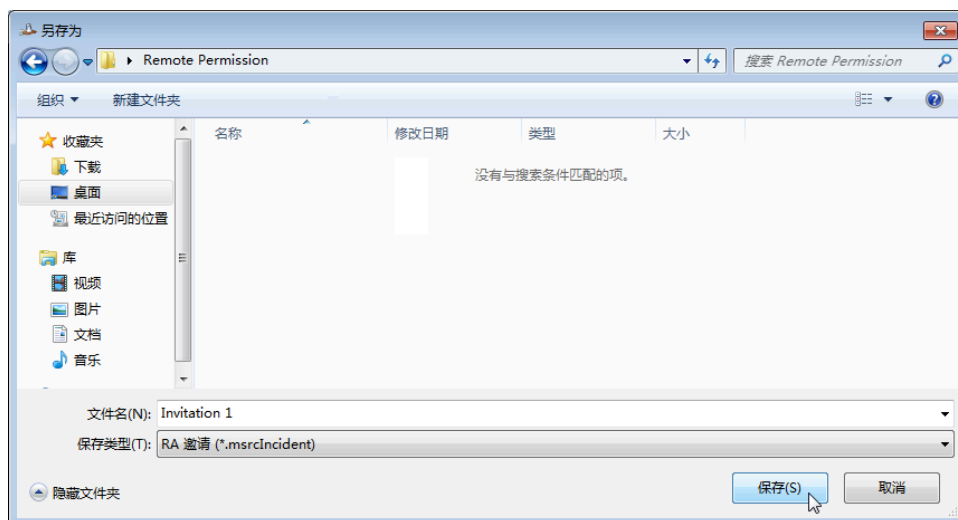 另存为
Remote Permission
搜索 Remote Permission
组织
新建文件夹
名称
修改日期
类型
大小
没有与搜索条件匹配的项。
收藏夹
下载
桌面
最近访问的位置
库
视频
图片
文档
音乐
文件名(N): Invitation 1
保存类型(T): RA 邀请 (*.msrcIncident)
隐藏文件夹
保存(S)
取消